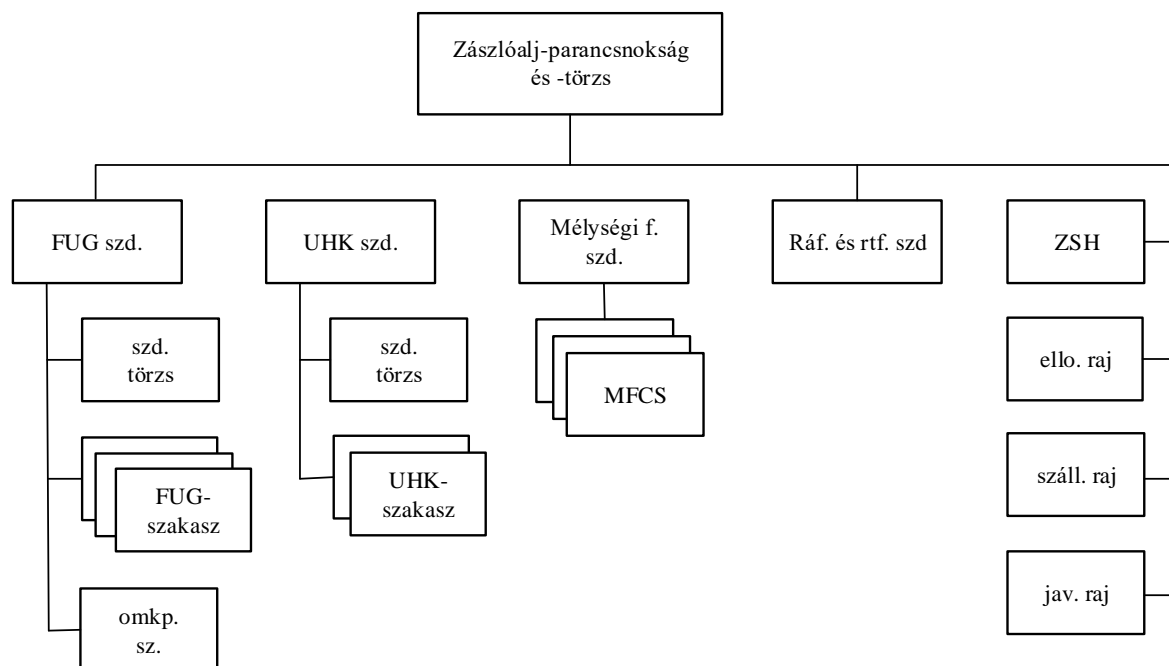 Zászlóalj-parancsnokság
és -törzs
FUG szd.
UHK szd.
Mélységi f.
szd.
Ráf. és rtf. szd
ZSH
szd.
törzs
szd.
törzs
MFCS
ello. raj
FUG-
szakasz
UHK-
szakasz
száll. raj
omkp.
sz.
jav. raj